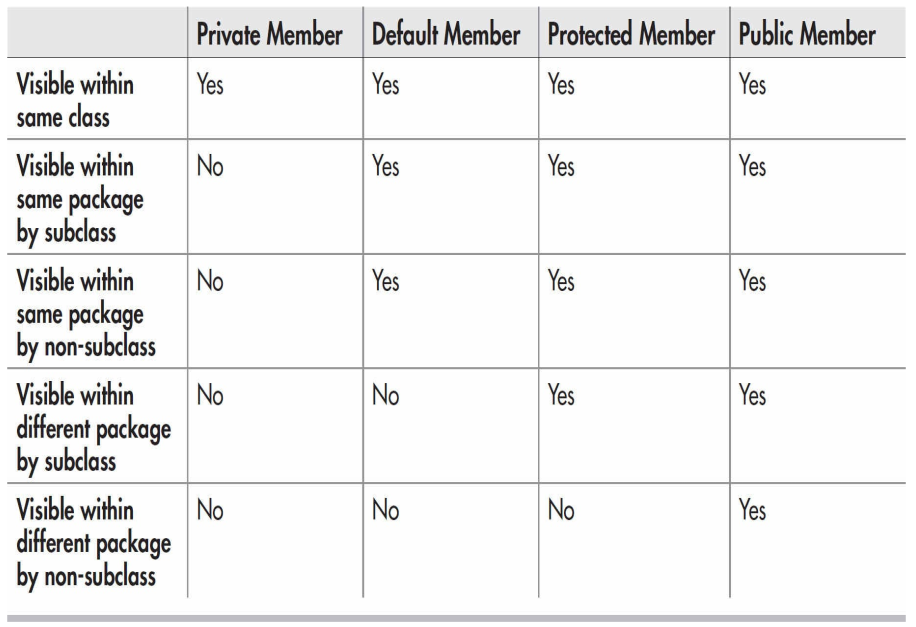 Private Member Default Member Protected Member Public Member
Visible within Yes Yes Yes Yes
same class
Visible within No Yes Yes Yes
same package
by subclass
Visible within No Yes Yes Yes
same package
by non-subclass
Visible within No No Yes Yes
different package
by subclass
Visible within No No No Yes
different package
by non-subclass